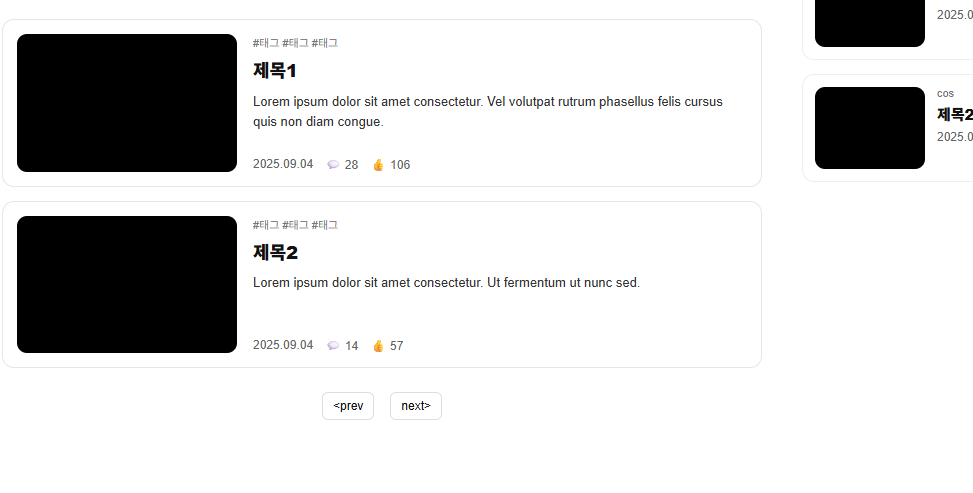 #태그 #태그 #태그
제목1
Lorem ipsum dolor sit amet consectetur. Vel volutpat rutrum phasellus felis cursus
quis non diam congue.
2025.09.04 💬 28 👍 106
#태그 #태그 #태그
제목2
Lorem ipsum dolor sit amet consectetur. Ut fermentum ut nunc sed.
2025.09.04 💬 14 👍 57
<prev next>
2025.0
cos
제목2
2025.0